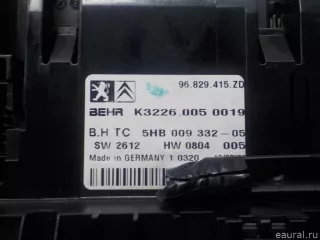 96.829.415.ZD
BEHR K3226.005 0019
B.H TC 5HB 009 332-05
SW 2612 HW 0804 005
Made in GERMANY 1 0320
eaural.ru